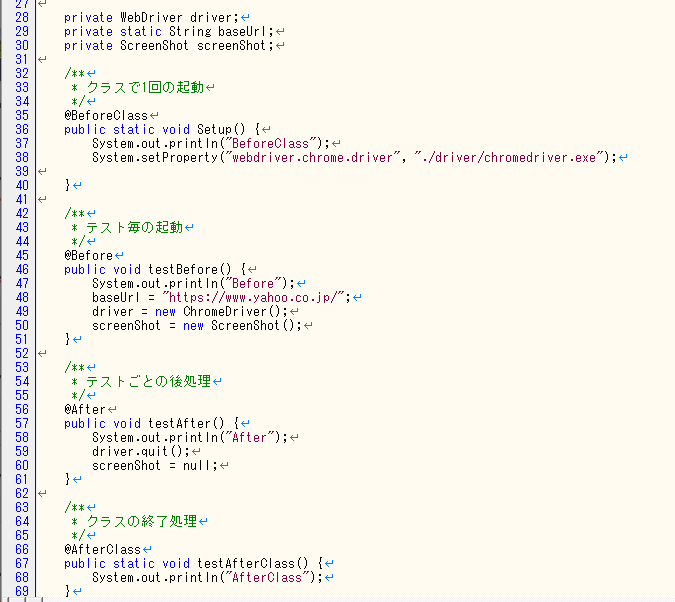 27
28 private WebDriver driver;↵
29 private static String baseUrl;↵
30 private ScreenShot screenShot;↵
31 ↵
32 /**↵
33 * クラスで1回の起動↵
34 */↵
35 @BeforeClass↵
36 public static void Setup() {↵
37 System.out.println("BeforeClass");↵
38 System.setProperty("webdriver.chrome.driver", "./driver/chromedriver.exe");↵
39 ↵
40 }↵
41 ↵
42 /**↵
43 * テスト毎の起動↵
44 */↵
45 @Before↵
46 public void testBefore() {↵
47 System.out.println("Before");↵
48 baseUrl = "https://www.yahoo.co.jp/";↵
49 driver = new ChromeDriver();↵
50 screenShot = new ScreenShot();↵
51 }↵
52 ↵
53 /**↵
54 * テストごとの後処理↵
55 */↵
56 @After↵
57 public void testAfter() {↵
58 System.out.println("After");↵
59 driver.quit();↵
60 screenShot = null;↵
61 }↵
62 ↵
63 /**↵
64 * クラスの終了処理↵
65 */↵
66 @AfterClass↵
67 public static void testAfterClass() {↵
68 System.out.println("AfterClass");↵
69 }↵